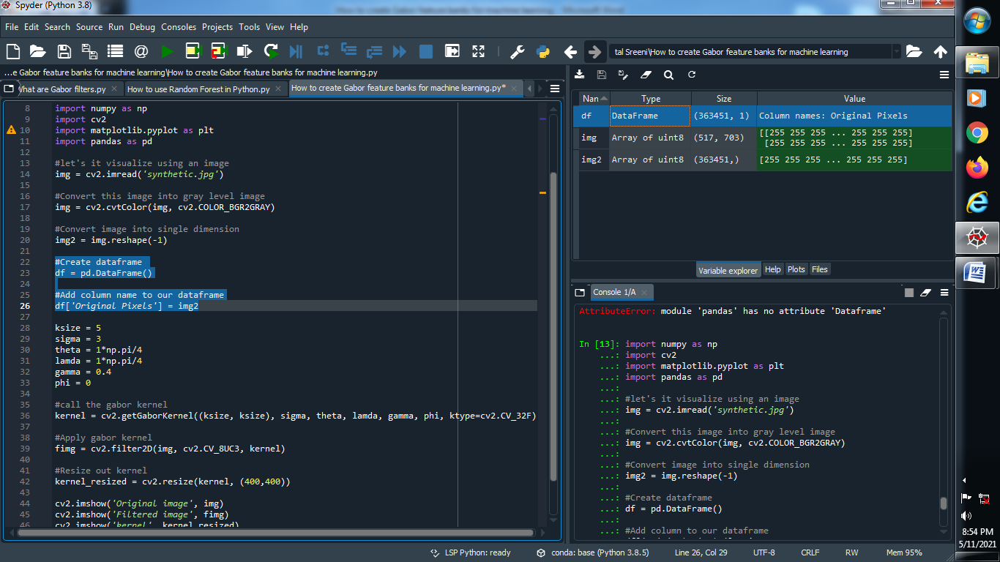 Spyder (Python 3.8)
File Edit Search Source Run Debug Consoles Projects Tools View Help
tal Sreeni\How to create Gabor feature banks for machine learning
...e Gabor feature banks for machine learning\How to create Gabor feature banks for machine learning.py
What are Gabor filters.py
How to use Random Forest in Python.py
How to create Gabor feature banks for machine learning.py*
8 import numpy as np
9 import cv2
10 import matplotlib.pyplot as plt
11 import pandas as pd
12
13 #let's it visualize using an image
14 img = cv2.imread('synthetic.jpg')
15
16 #Convert this image into gray level image
17 img = cv2.cvtColor(img, cv2.COLOR_BGR2GRAY)
18
19 #Convert image into single dimension
20 img2 = img.reshape(-1)
21
22 #Create dataframe
23 df = pd.DataFrame()
24
25 #Add column name to our dataframe
26 df['Original Pixels'] = img2
27
28 ksize = 5
29 sigma = 3
30 theta = 1*np.pi/4
31 lamda = 1*np.pi/4
32 gamma = 0.4
33 phi = 0
34
35 #call the gabor kernel
36 kernel = cv2.getGaborKernel((ksize, ksize), sigma, theta, lamda, gamma, phi, ktype=cv2.CV_32F)
37
38 #Apply gabor kernel
39 fimg = cv2.filter2D(img, cv2.CV_8UC3, kernel)
40
41 #Resize out kernel
42 kernel_resized = cv2.resize(kernel, (400,400))
43
44 cv2.imshow('Original image', img)
45 cv2.imshow('Filtered image', fimg)
46 cv2.imshow('kernel', kernel_resized)
Nan Type Size Value
df DataFrame (363451, 1) Column names: Original Pixels
img Array of uint8 (517, 703) [[255 255 255 ... 255 255 255]
[255 255 255 ... 255 255 255]
img2 Array of uint8 (363451,) [255 255 255 ... 255 255 255]
Variable explorer Help Plots Files
Console 1/A
AttributeError: module 'pandas' has no attribute 'Dataframe'
In [13]: import numpy as np
...: import cv2
...: import matplotlib.pyplot as plt
...: import pandas as pd
...:
...: #let's it visualize using an image
...: img = cv2.imread('synthetic.jpg')
...:
...: #Convert this image into gray level image
...: img = cv2.cvtColor(img, cv2.COLOR_BGR2GRAY)
...:
...: #Convert image into single dimension
...: img2 = img.reshape(-1)
...:
...: #Create dataframe
...: df = pd.DataFrame()
...:
...: #Add column to our dataframe
LSP Python: ready conda: base (Python 3.8.5) Line 26, Col 29 UTF-8 CRLF RW Mem 95%
8:54 PM
5/11/2021